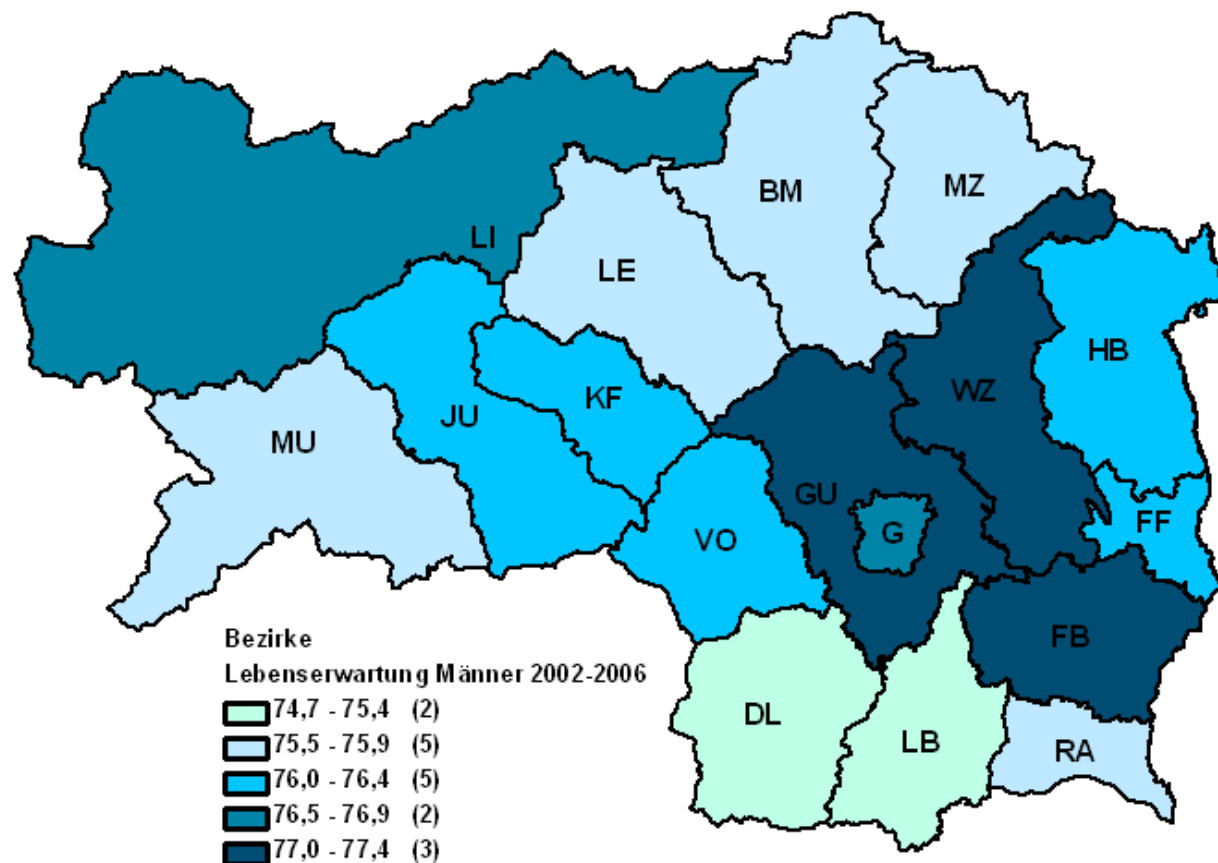 BM
MZ
LI
LE
HB
WZ
KF
JU
MU
GU
G
FF
VO
FB
DL
LB
RA
Bezirke
Lebenserwartung Männer 2002-2006
74,7 - 75,4 (2)
75,5 - 75,9 (5)
76,0 - 76,4 (5)
76,5 - 76,9 (2)
77,0 - 77,4 (3)